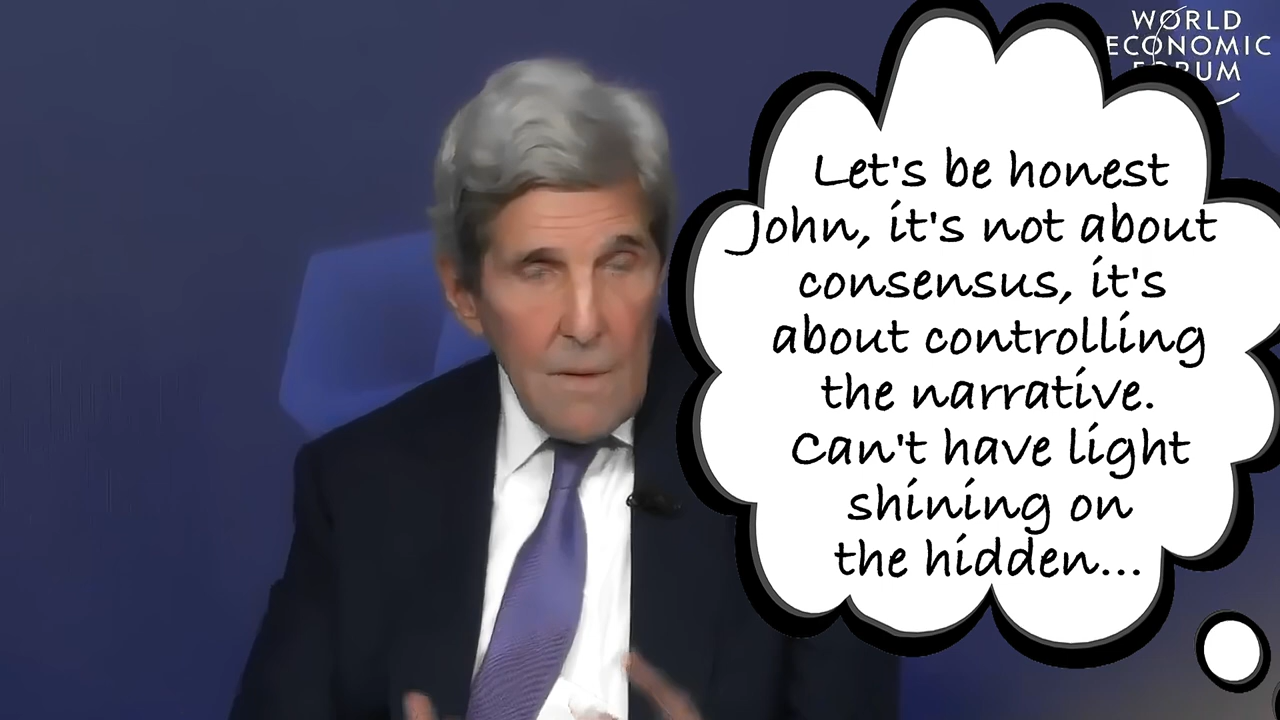 WORLD
ECONOMIC
FORUM
Let's be honest
John, it's not about
consensus, it's
about controlling
the narrative.
Can't have light
shining on
the hidden...